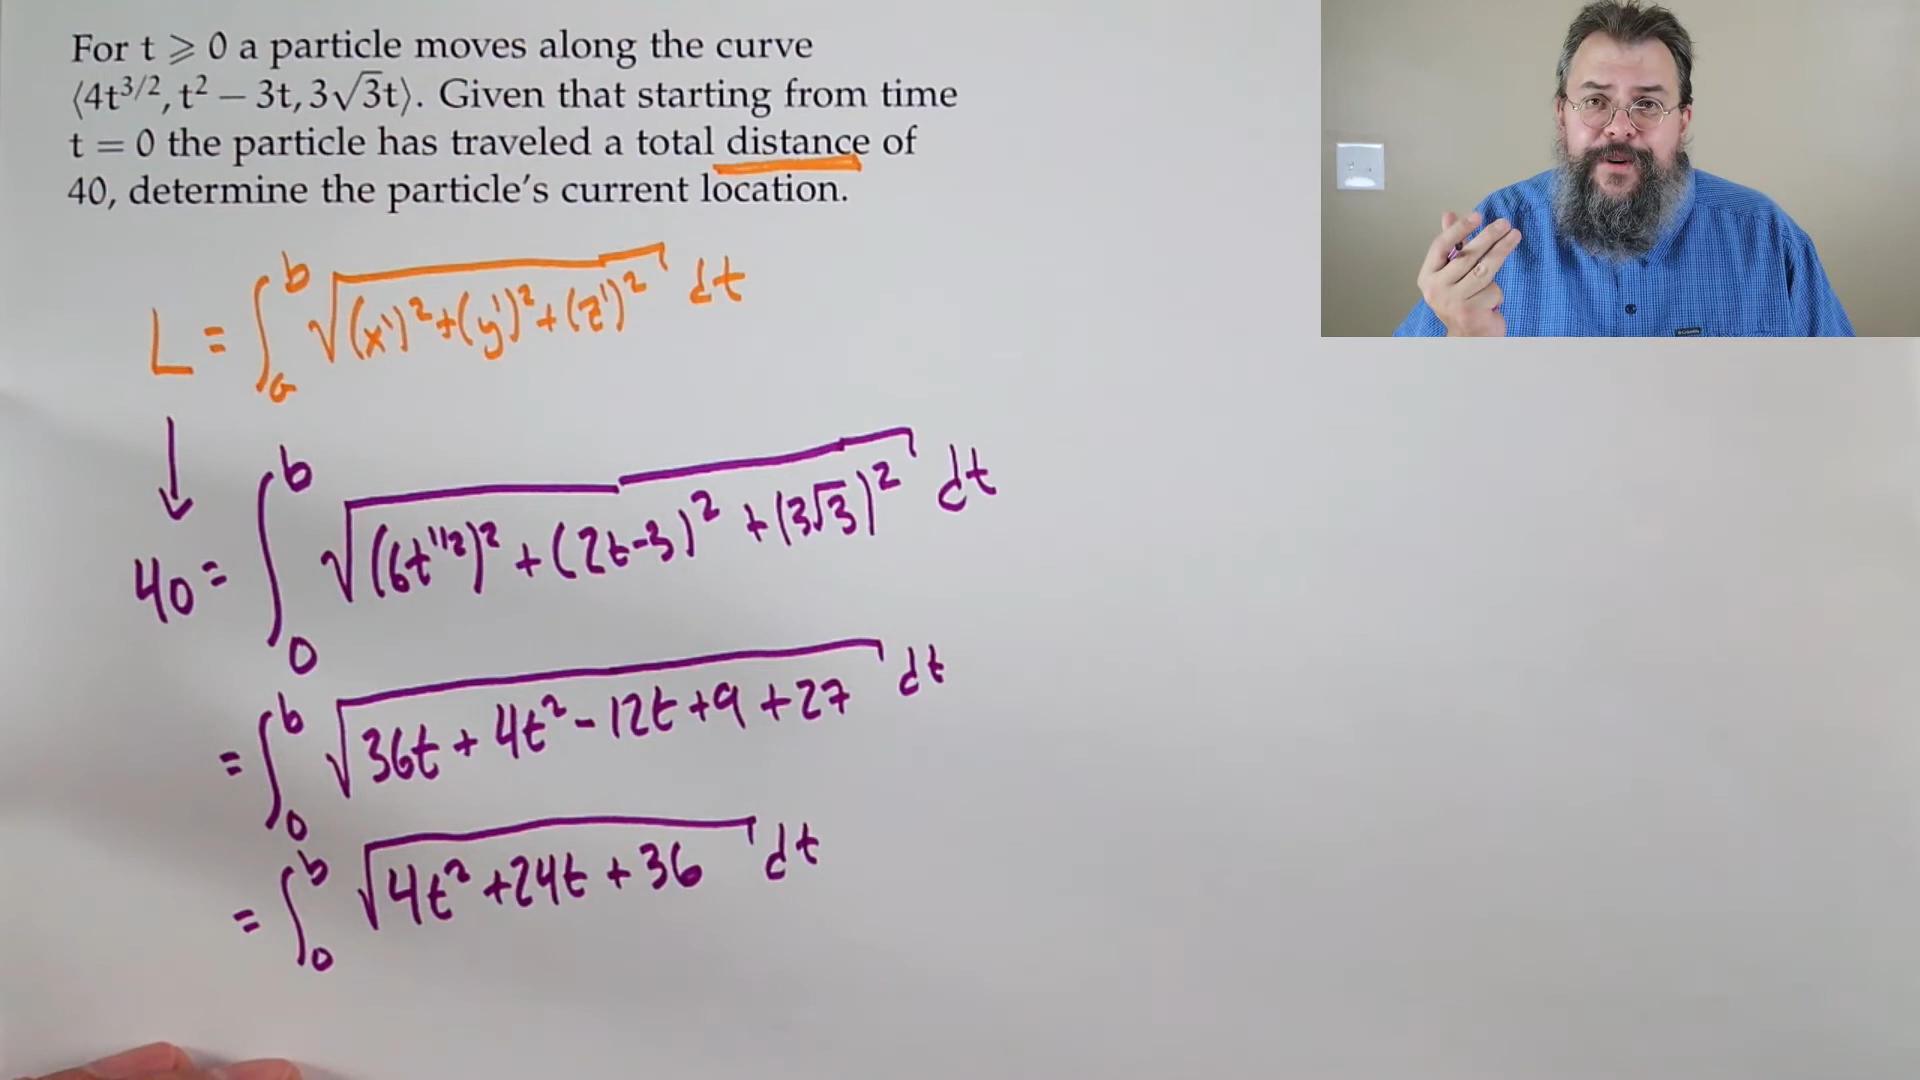 For t ⩾ 0 a particle moves along the curve
⟨4t^{3/2}, t² − 3t, 3√3t⟩. Given that starting from time
t = 0 the particle has traveled a total distance of
40, determine the particle's current location.
L = ∫_a^b √((x')²+(y')²+(z')²) dt
↓
40 = ∫_0^b √((6t^{1/2})² + (2t-3)² + (3√3)²) dt
= ∫_0^b √(36t + 4t² - 12t + 9 + 27) dt
= ∫_0^b √(4t² + 24t + 36) dt